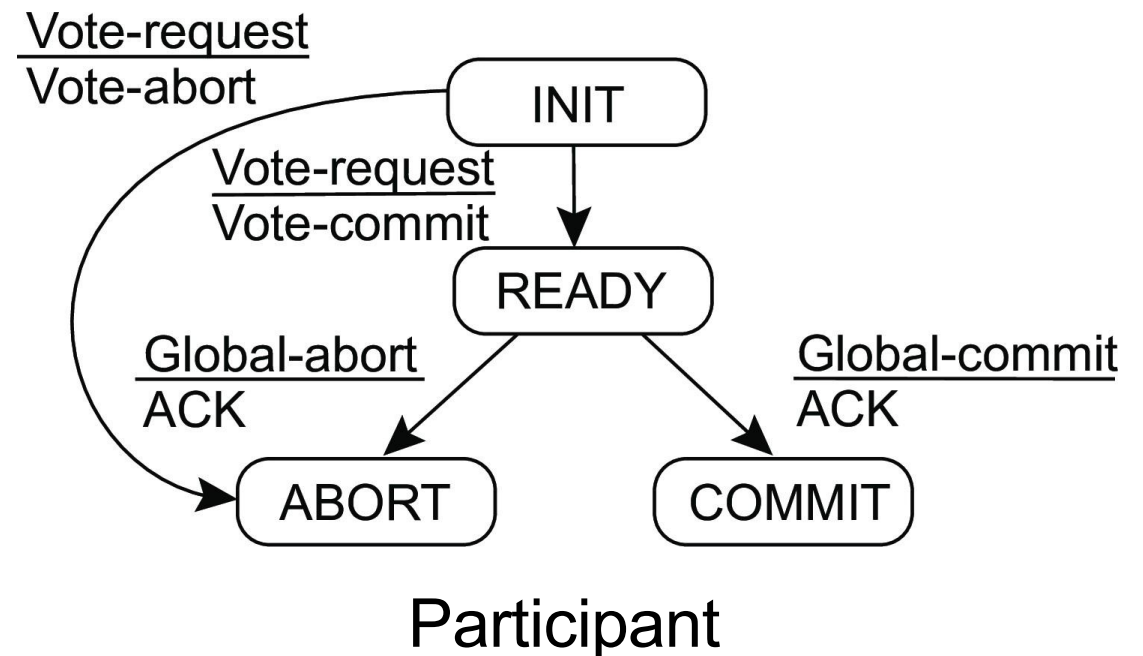 Vote-request
Vote-abort
INIT
Vote-request
Vote-commit
READY
Global-abort
ACK
Global-commit
ACK
ABORT
COMMIT
Participant